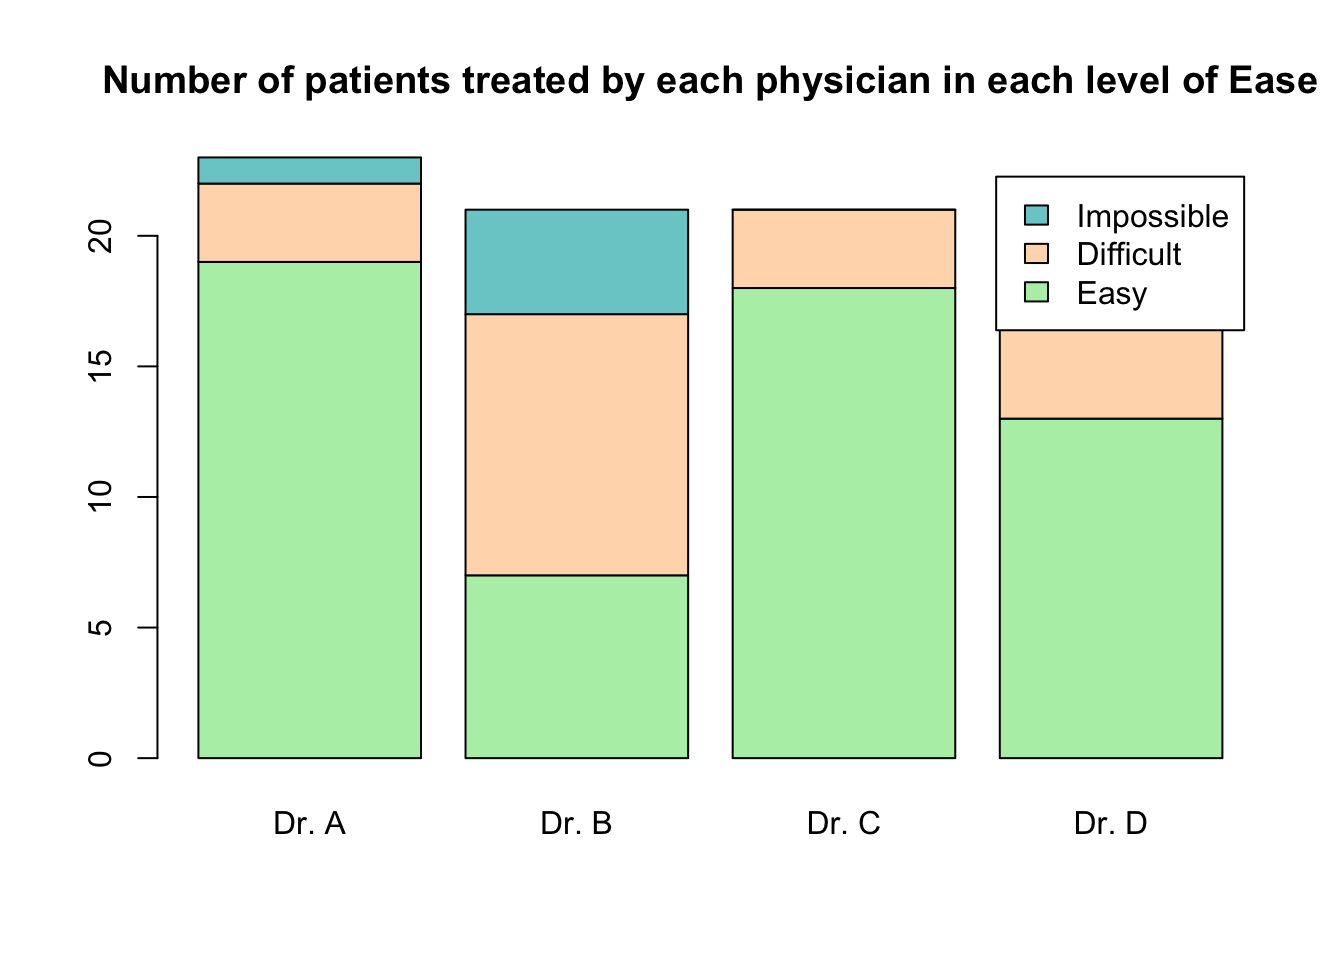 Number of patients treated by each physician in each level of Ease
Impossible
Difficult
Easy
20
15
10
5
0
Dr. A
Dr. B
Dr. C
Dr. D